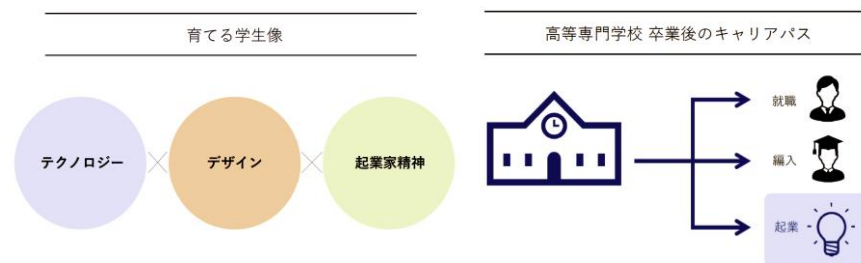 育てる学生像
テクノロジー
デザイン
起業家精神
高等専門学校 卒業後のキャリアパス
就職
編入
起業